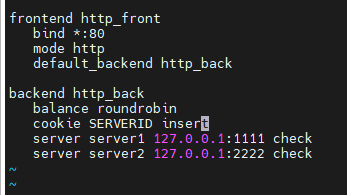 frontend http_front
bind *:80
mode http
default_backend http_back
backend http_back
balance roundrobin
cookie SERVERID insert
server server1 127.0.0.1:1111 check
server server2 127.0.0.1:2222 check
~
~